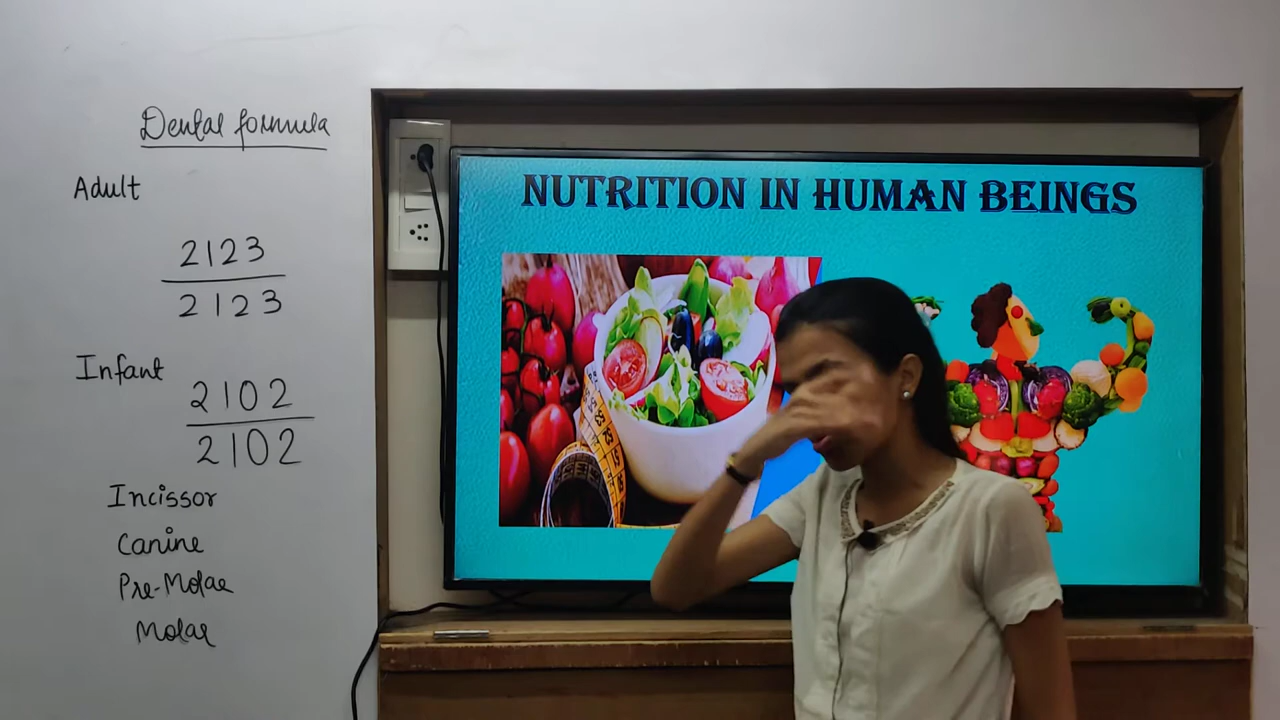 Dental formula
Adult
2123
2123
Infant
2102
2102
Incissor
Canine
Pre-Molar
Molar
NUTRITION IN HUMAN BEINGS